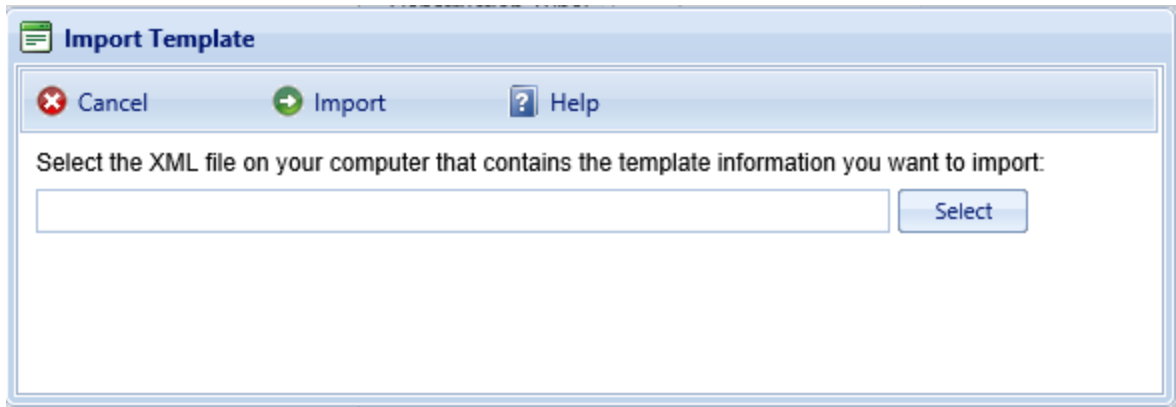 Import Template
Cancel Import Help
Select the XML file on your computer that contains the template information you want to import:
Select